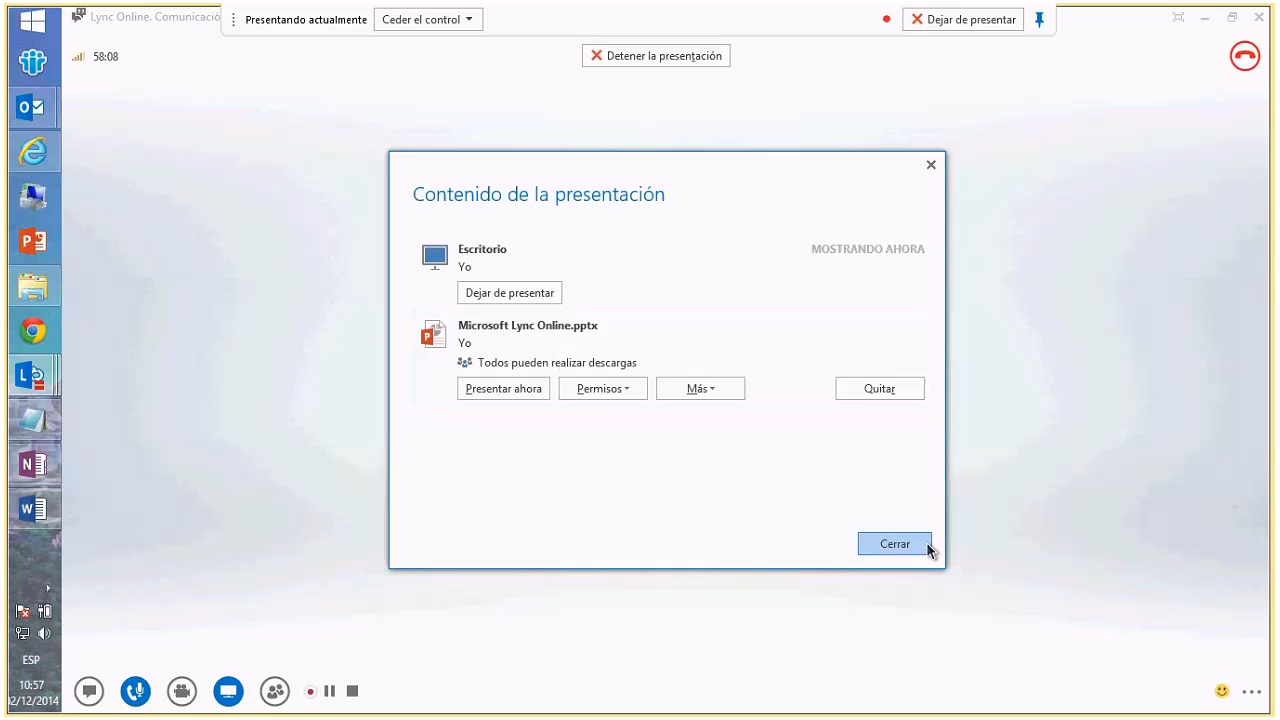 Lync Online. Comunicació
Presentando actualmente
Ceder el control
Dejar de presentar
58:08
Detener la presentación
Contenido de la presentación
Escritorio
MOSTRANDO AHORA
Yo
Dejar de presentar
Microsoft Lync Online.pptx
Yo
Todos pueden realizar descargas
Presentar ahora
Permisos
Más
Quitar
Cerrar
ESP
10:57
02/12/2014